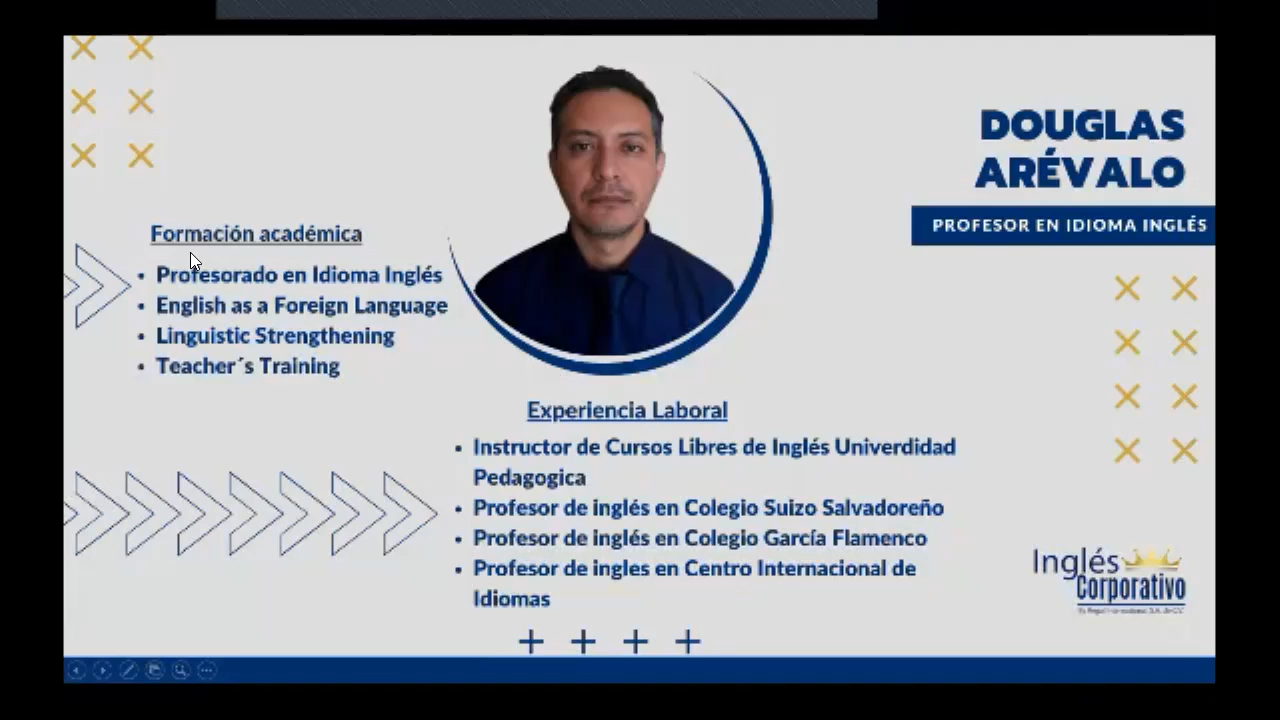 DOUGLAS
ARÉVALO
PROFESOR EN IDIOMA INGLÉS
Formación académica
• Profesorado en Idioma Inglés
• English as a Foreign Language
• Linguistic Strengthening
• Teacher´s Training
Experiencia Laboral
• Instructor de Cursos Libres de Inglés Univerdidad
Pedagogica
• Profesor de inglés en Colegio Suizo Salvadoreño
• Profesor de inglés en Colegio García Flamenco
• Profesor de ingles en Centro Internacional de
Idiomas
Inglés
Corporativo